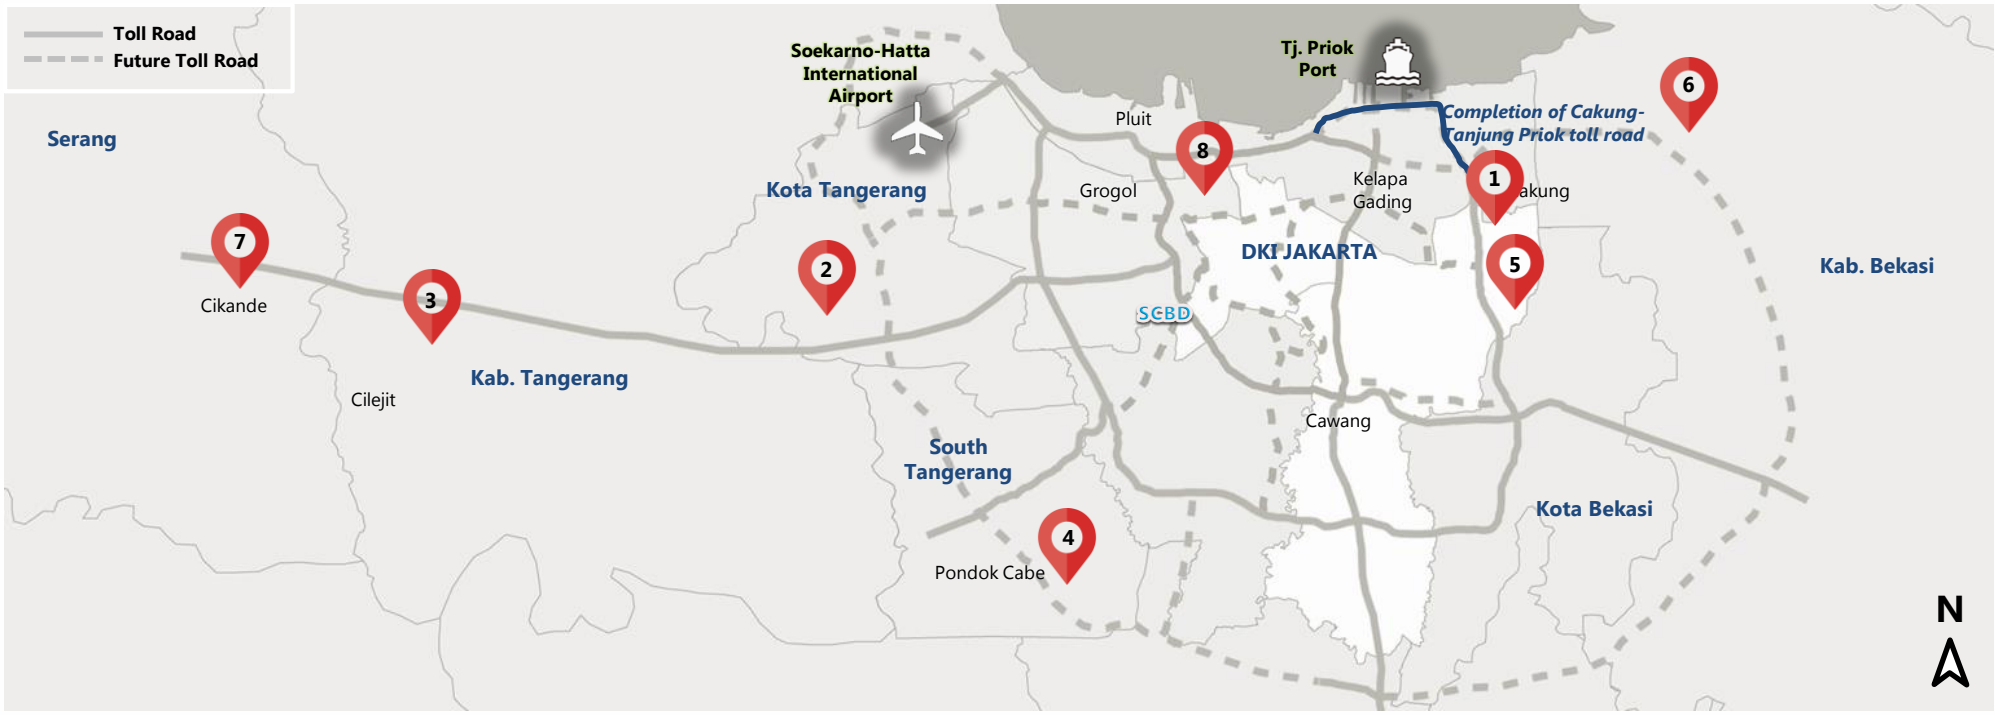 Toll Road
Future Toll Road
Soekarno-Hatta
International
Airport
Tj. Priok
Port
Completion of Cakung-
Tanjung Priok toll road
6
Pluit
8
Serang
Kota Tangerang
Grogol
Kelapa
Gading
1
akung
7
2
DKI JAKARTA
5
Kab. Bekasi
Cikande
3
SCBD
Kab. Tangerang
Cilejit
Cawang
South
Tangerang
Kota Bekasi
4
Pondok Cabe
N